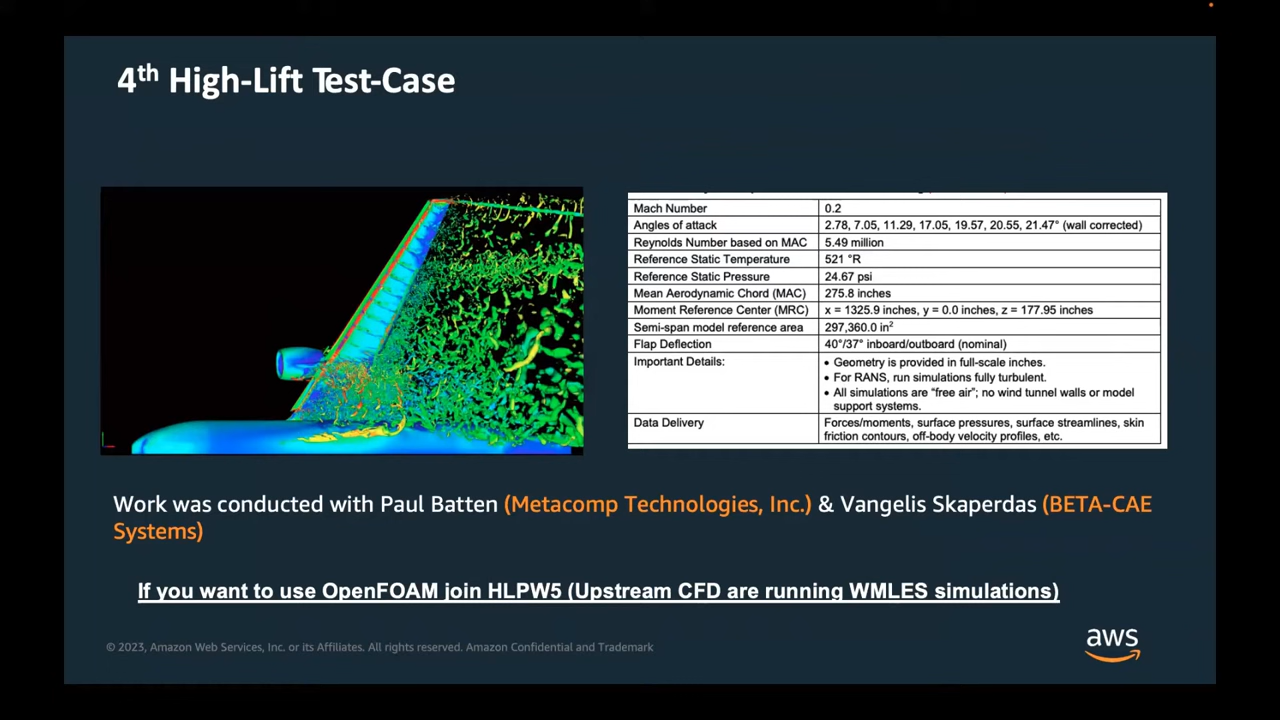 4th High-Lift Test-Case
Mach Number 0.2
Angles of attack 2.78, 7.05, 11.29, 17.05, 19.57, 20.55, 21.47° (wall corrected)
Reynolds Number based on MAC 5.49 million
Reference Static Temperature 521 °R
Reference Static Pressure 24.67 psi
Mean Aerodynamic Chord (MAC) 275.8 inches
Moment Reference Center (MRC) x = 1325.9 inches, y = 0.0 inches, z = 177.95 inches
Semi-span model reference area 297,360.0 in²
Flap Deflection 40°/37° inboard/outboard (nominal)
Important Details: • Geometry is provided in full-scale inches.
• For RANS, run simulations fully turbulent.
• All simulations are “free air”; no wind tunnel walls or model
support systems.
Data Delivery Forces/moments, surface pressures, surface streamlines, skin
friction contours, off-body velocity profiles, etc.
Work was conducted with Paul Batten (Metacomp Technologies, Inc.) & Vangelis Skaperdas (BETA-CAE
Systems)
If you want to use OpenFOAM join HLPW5 (Upstream CFD are running WMLES simulations)
© 2023, Amazon Web Services, Inc. or its Affiliates. All rights reserved. Amazon Confidential and Trademark
aws